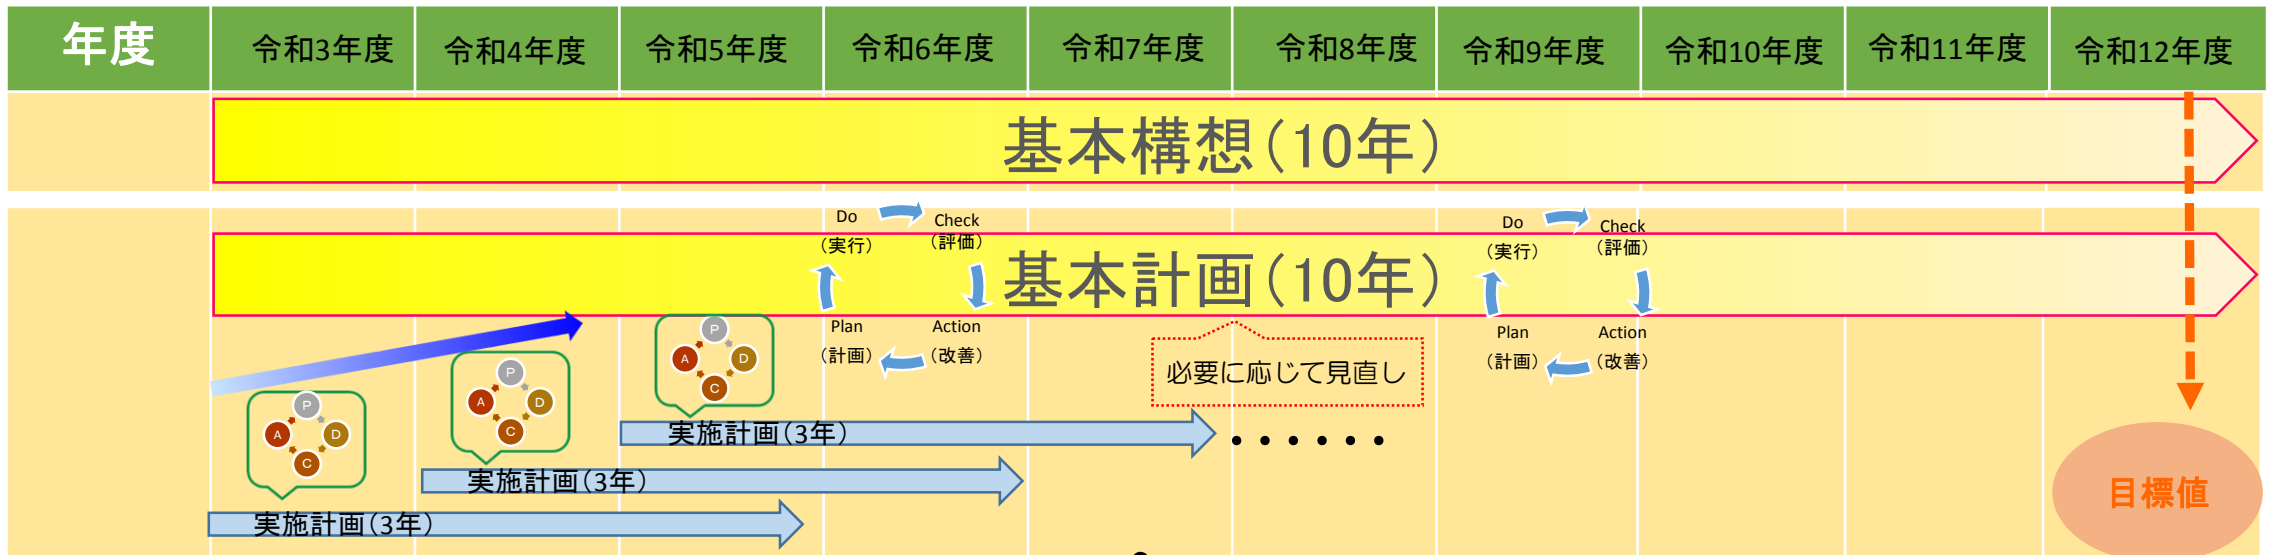 年度 令和3年度 令和4年度 令和5年度 令和6年度 令和7年度 令和8年度 令和9年度 令和10年度 令和11年度 令和12年度
基本構想(10年)
Do
(実行)
Check
(評価)
Do
(実行)
Check
(評価)
基本計画(10年)
Plan
(計画)
Action
(改善)
Plan
(計画)
Action
(改善)
必要に応じて見直し
P
D
C
A
P
D
C
A
P
D
C
A
実施計画(3年)
・・・・・・
実施計画(3年)
実施計画(3年)
目標値